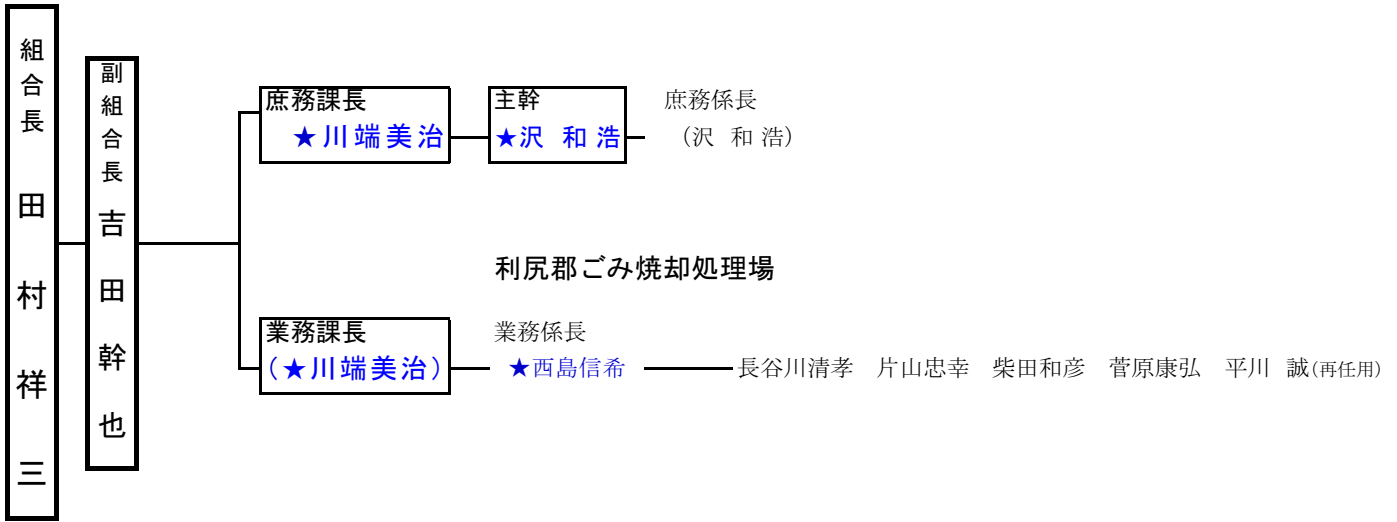 組合長 田村祥三
副組合長 吉田幹也
庶務課長
★川端美治
主幹
★沢 和 浩
庶務係長
(沢 和 浩)
利尻郡ごみ焼却処理場
業務課長
(★川端美治)
業務係長
★西島信希
長谷川清孝 片山忠幸 柴田和彦 菅原康弘 平川 誠(再任用)